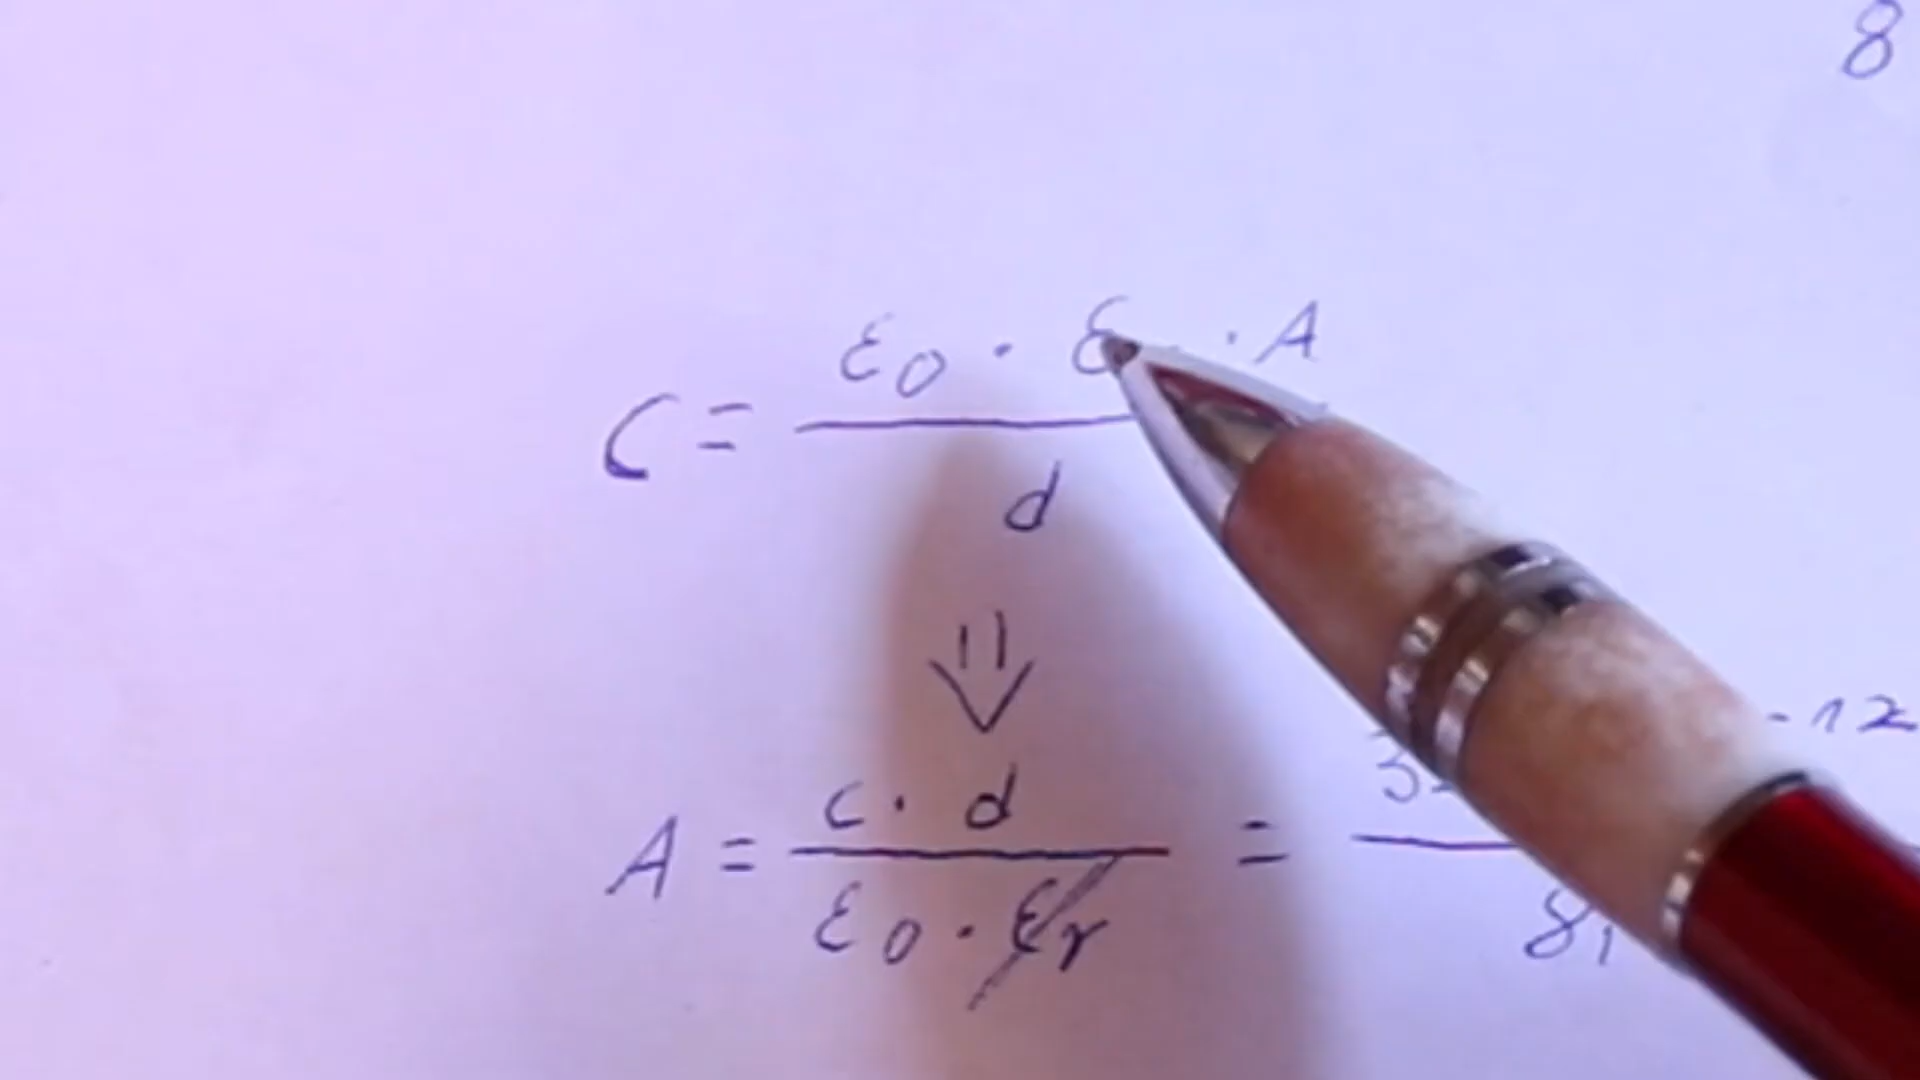 8
C = ε0 · ε · A
d
⇓
-12
c · d
A = =
ε0 · εr
8,